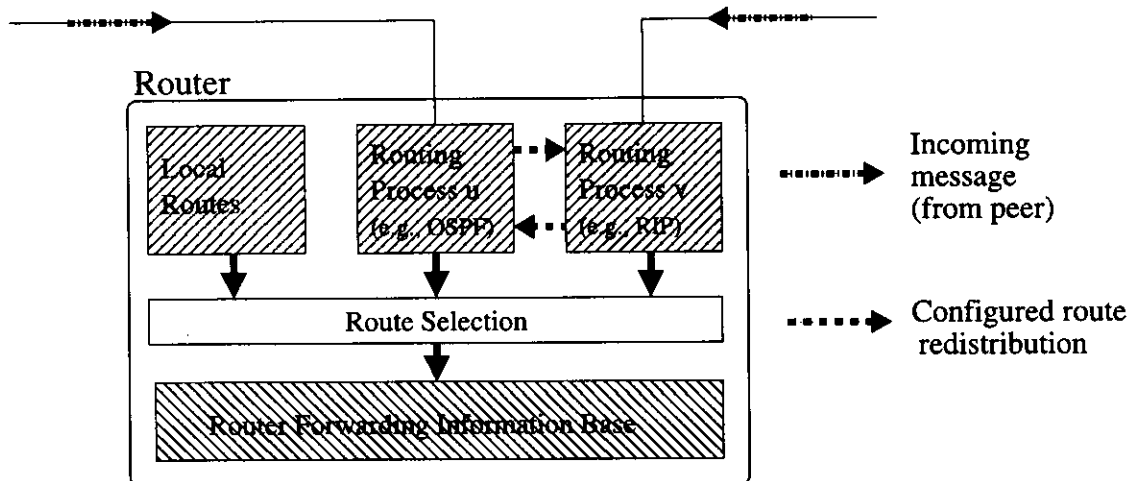 Router
Local
Routes
Routing
Process u
(e.g., OSPF)
Routing
Process v
(e.g., RIP)
Route Selection
Router Forwarding Information Base
Incoming
message
(from peer)
Configured route
redistribution